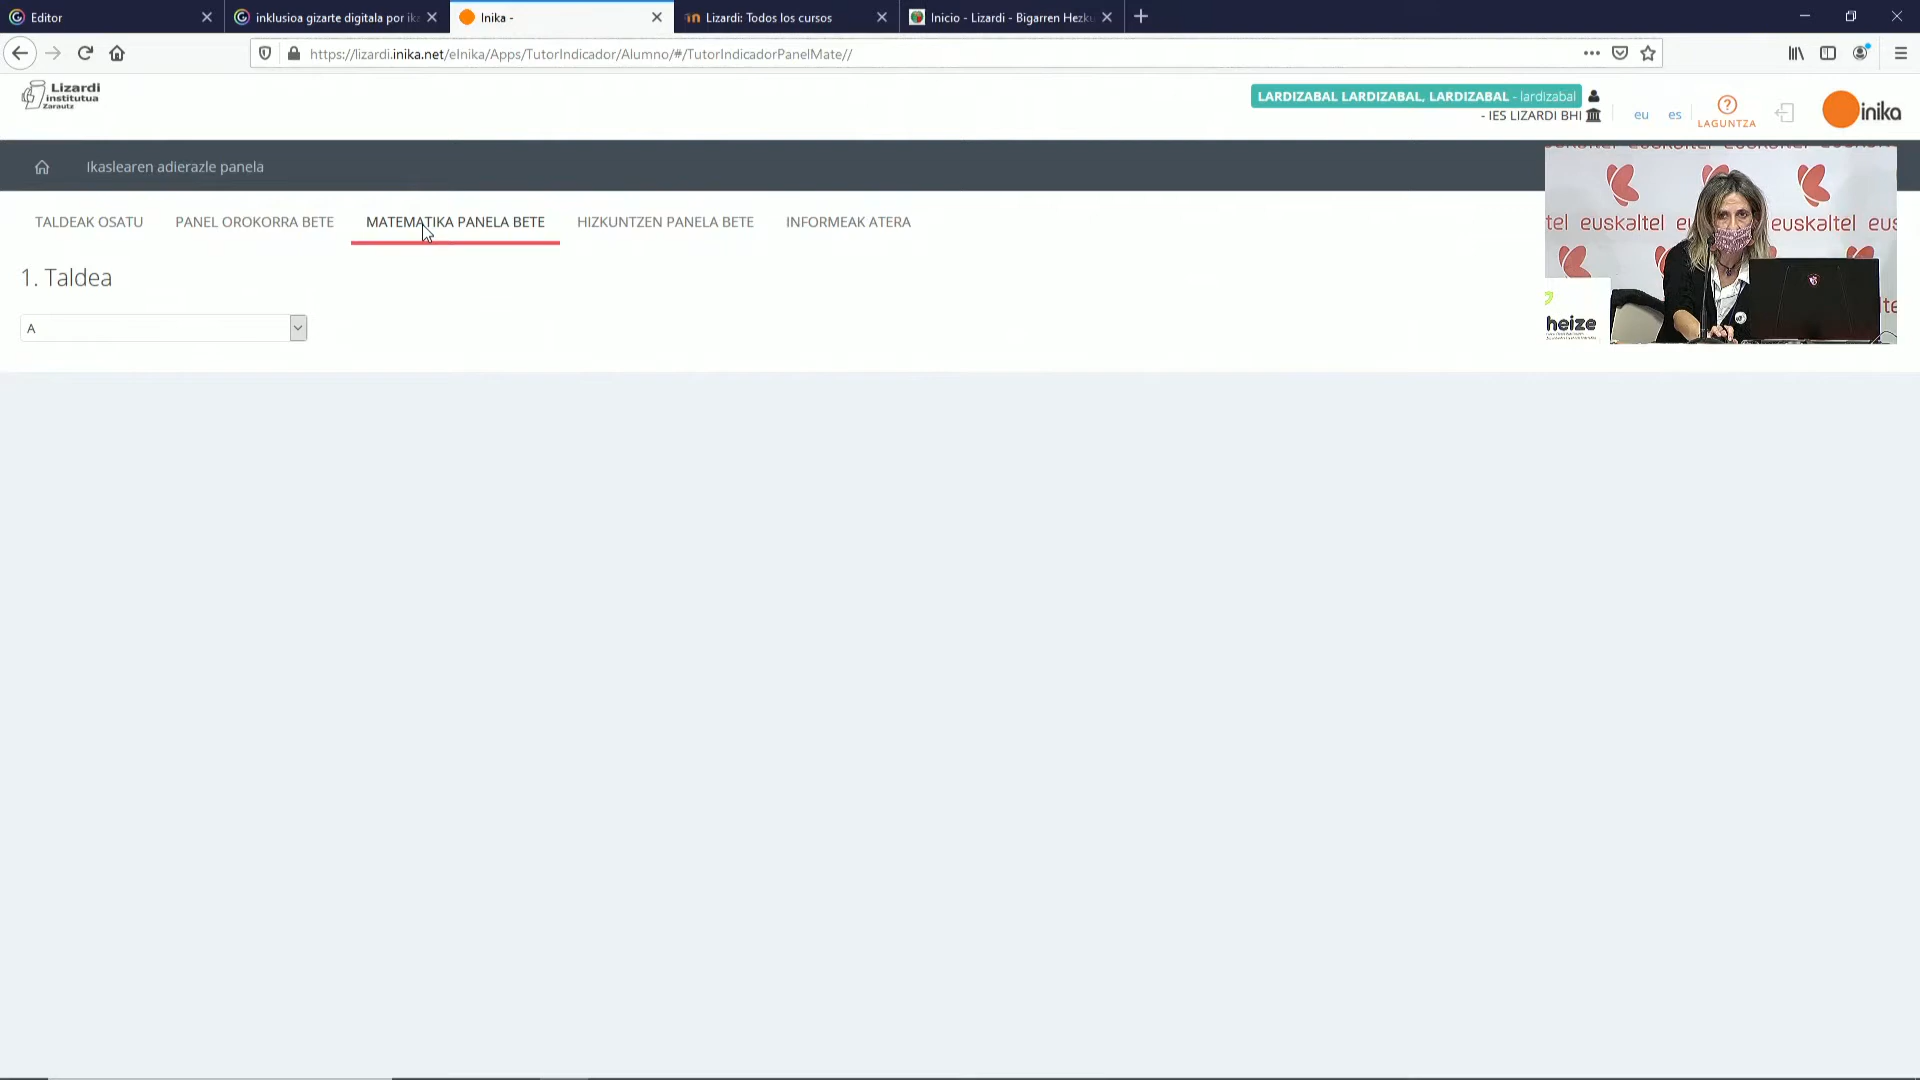 Editor
inklusioa gizarte digitala por ik
Inika -
Lizardi: Todos los cursos
Inicio - Lizardi - Bigarren Hezk
https://lizardi.inika.net/eInika/Apps/TutorIndicador/Alumno/#/TutorIndicadorPanelMate//
Lizardi
institutua
Zarautz
LARDIZABAL LARDIZABAL, LARDIZABAL - lardizabal
- IES LIZARDI BHI
eu
es
LAGUNTZA
inika
Ikaslearen adierazle panela
TALDEAK OSATU
PANEL OROKORRA BETE
MATEMATIKA PANELA BETE
HIZKUNTZEN PANELA BETE
INFORMEAK ATERA
1. Taldea
A
euskaltel
tel euskaltel eu euskaltel eus
te
heize